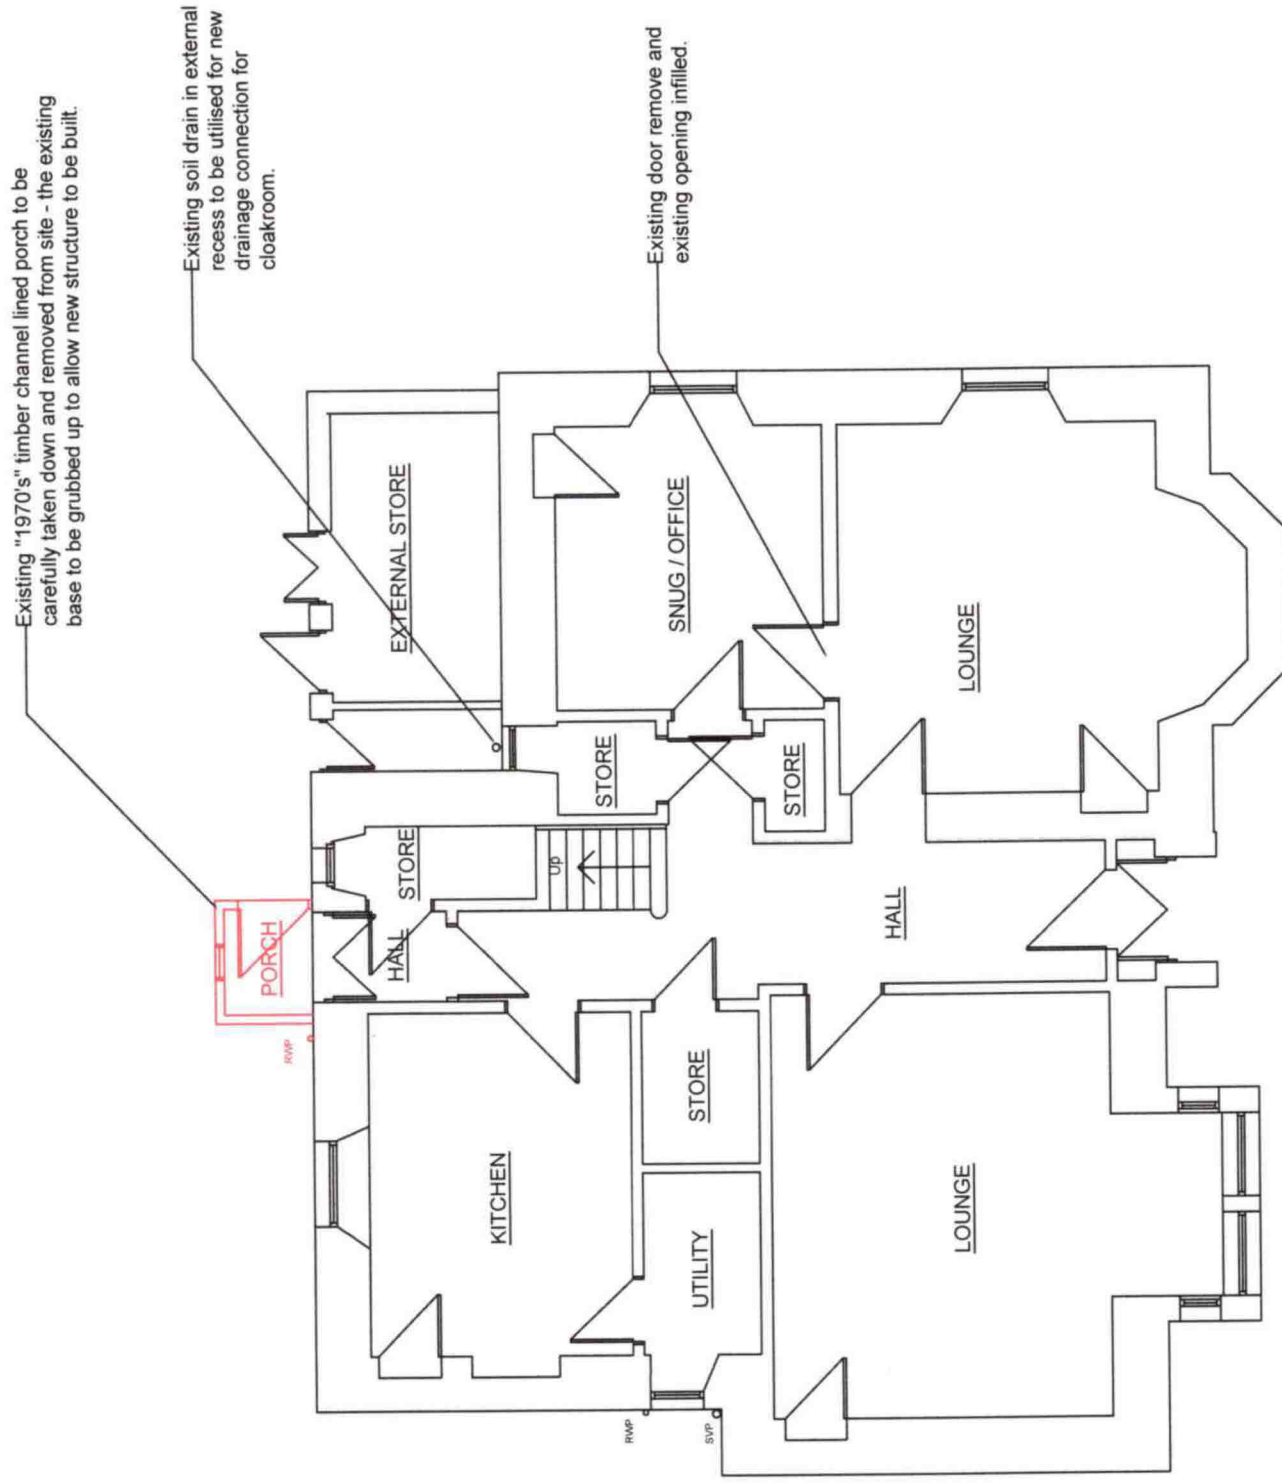 Existing "1970's" timber channel lined porch to be
carefully taken down and removed from site - the existing
base to be grubbed up to allow new structure to be built.
Existing soil drain in external
recess to be utilised for new
drainage connection for
cloakroom.
Existing door remove and
existing opening infilled.
RWP
PORCH
HALL
STORE
EXTERNAL STORE
KITCHEN
Up
STORE
SNUG / OFFICE
RWP
SVP
UTILITY
STORE
STORE
HALL
LOUNGE
LOUNGE